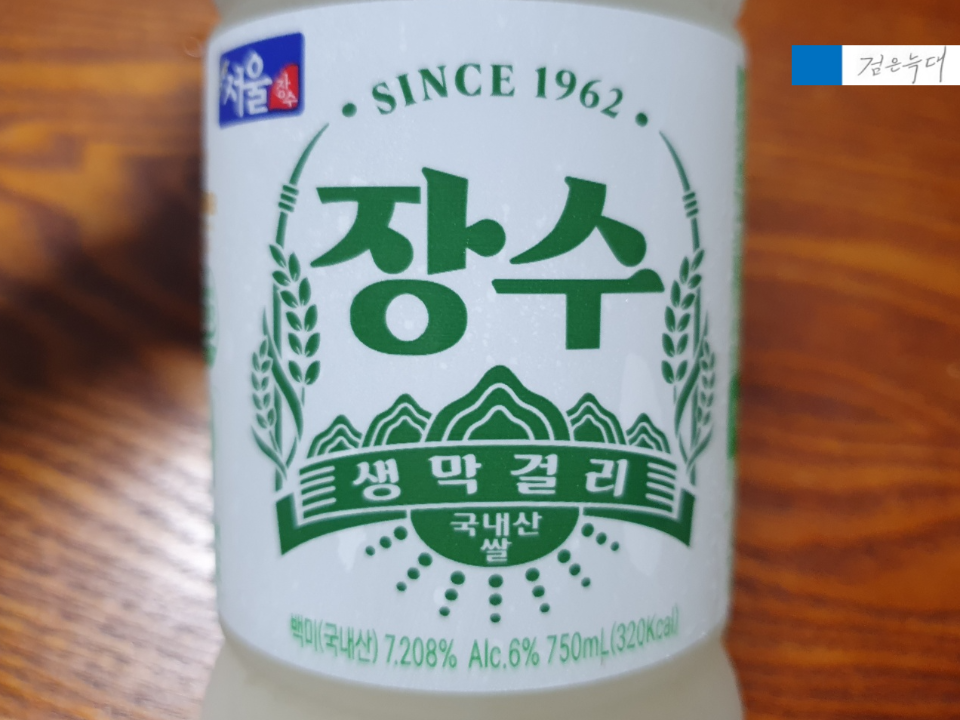 서울
장수
검은늑대
SINCE 1962
장수
생막걸리
국내산
쌀
백미(국내산) 7.208% Alc.6% 750mL(320Kcal)